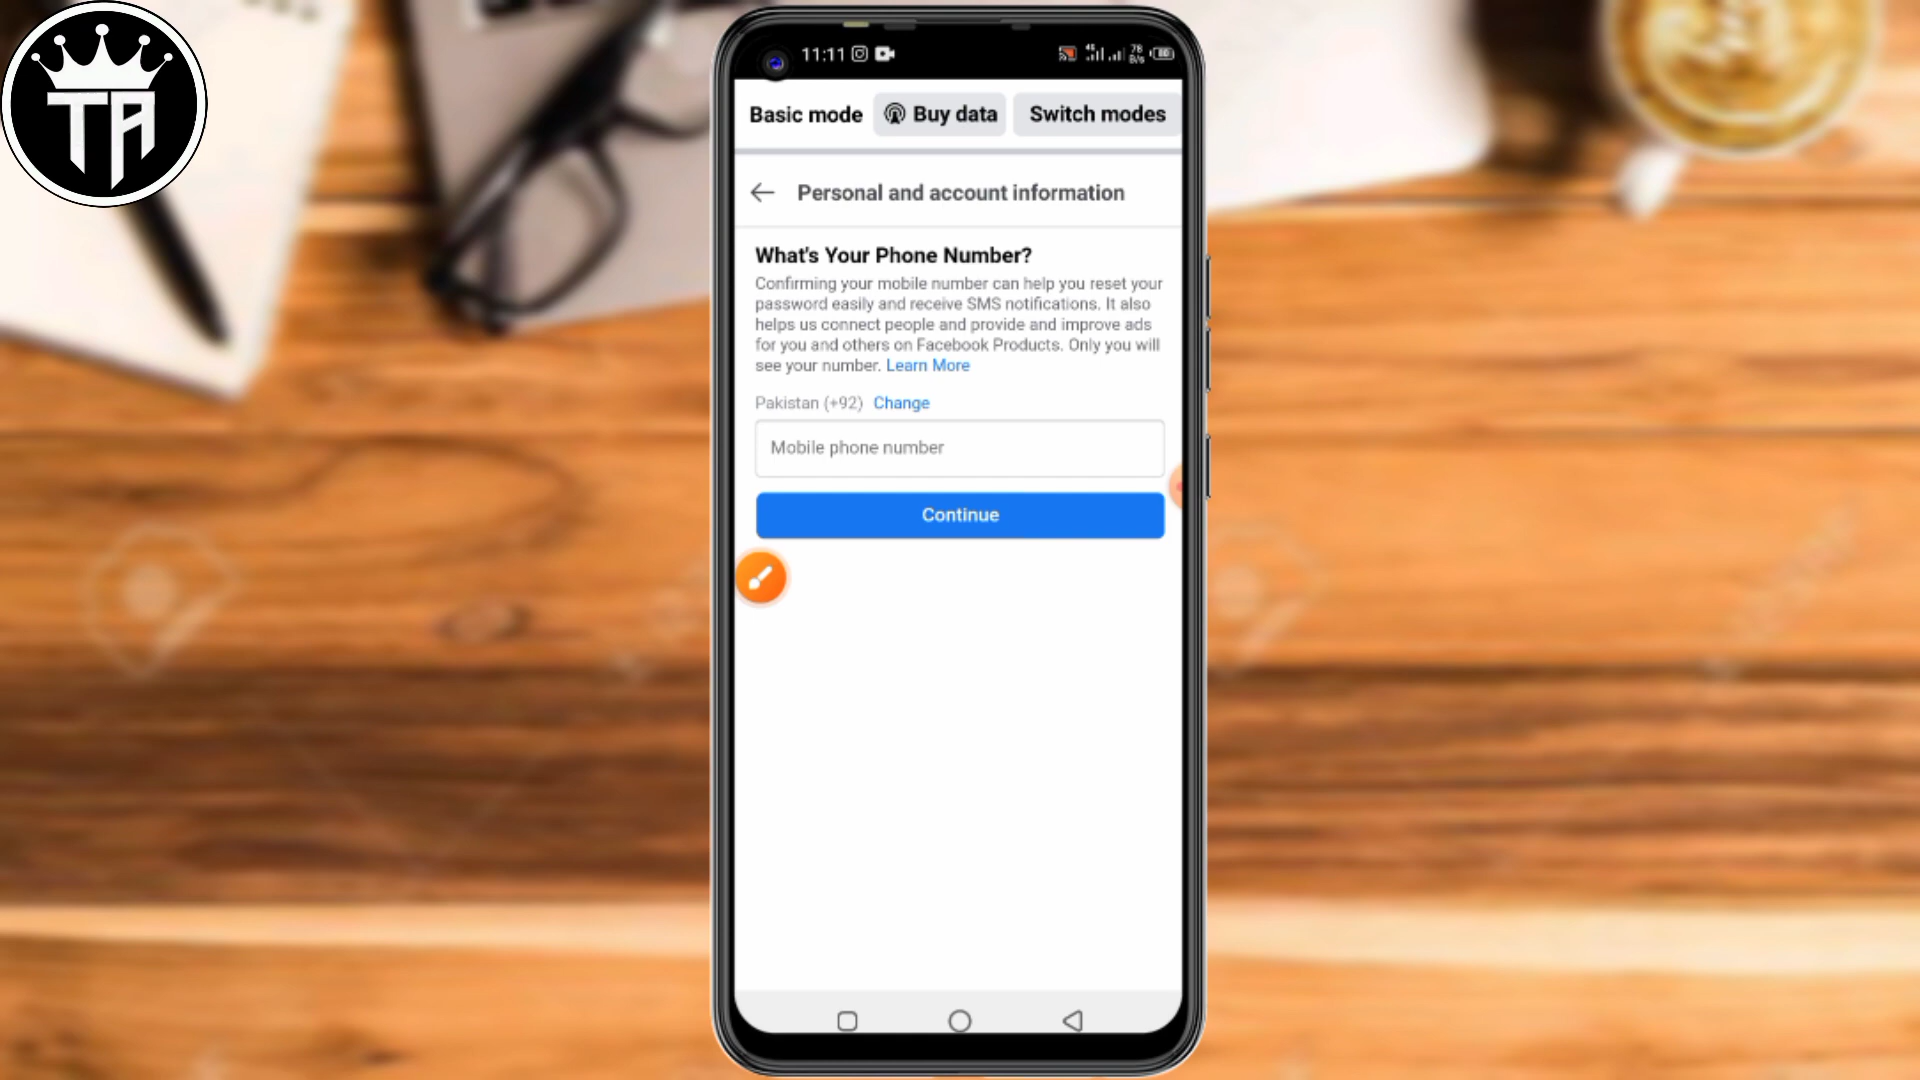 TA
11:11
4G
78
B/s
80
Basic mode
Buy data
Switch modes
Personal and account information
What's Your Phone Number?
Confirming your mobile number can help you reset your
password easily and receive SMS notifications. It also
helps us connect people and provide and improve ads
for you and others on Facebook Products. Only you will
see your number. Learn More
Pakistan (+92) Change
Mobile phone number
Continue